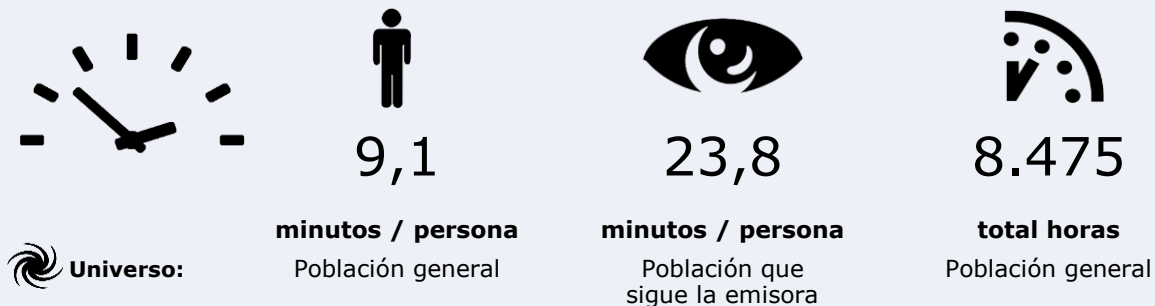 9,1
23,8
8.475
minutos / persona
minutos / persona
total horas
Universo:
Población general
Población que
sigue la emisora
Población general